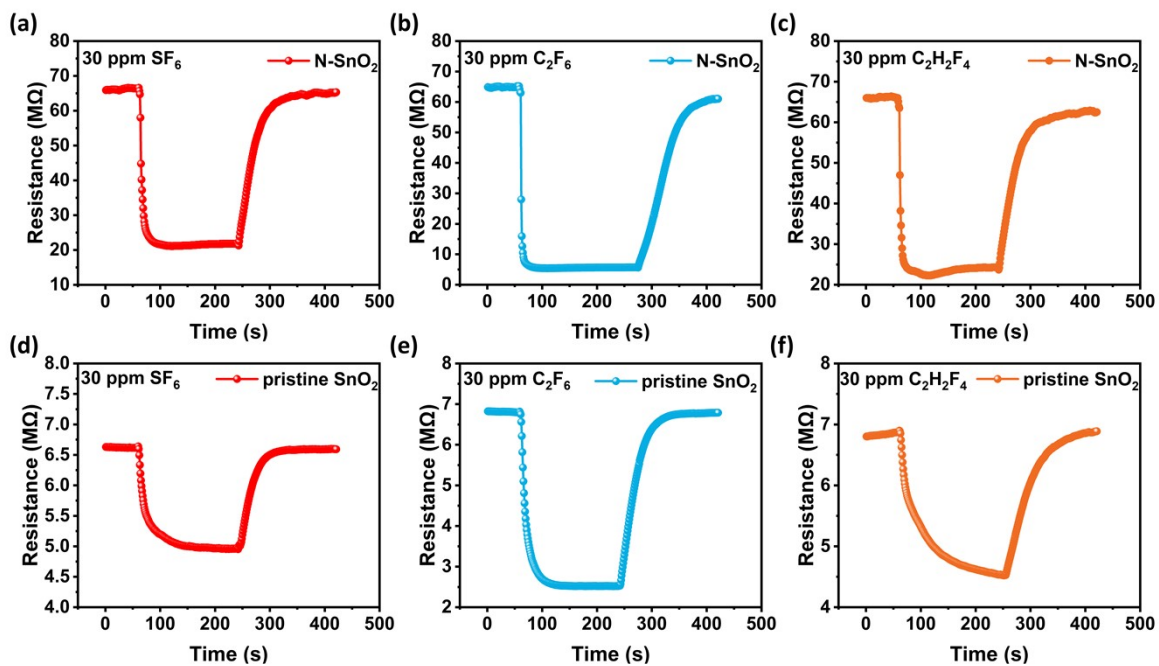 (a)
30 ppm SF₆
N-SnO₂
80
70
60
50
40
30
20
10
Resistance (MΩ)
0 100 200 300 400 500
Time (s)
(b)
30 ppm C₂F₆
N-SnO₂
80
70
60
50
40
30
20
10
0
Resistance (MΩ)
0 100 200 300 400 500
Time (s)
(c)
30 ppm C₂H₂F₄
N-SnO₂
80
70
60
50
40
30
20
Resistance (MΩ)
0 100 200 300 400 500
Time (s)
(d)
30 ppm SF₆
pristine SnO₂
8.0
7.5
7.0
6.5
6.0
5.5
5.0
4.5
4.0
Resistance (MΩ)
0 100 200 300 400 500
Time (s)
(e)
30 ppm C₂F₆
pristine SnO₂
8
7
6
5
4
3
2
Resistance (MΩ)
0 100 200 300 400 500
Time (s)
(f)
30 ppm C₂H₂F₄
pristine SnO₂
8
7
6
5
4
Resistance (MΩ)
0 100 200 300 400 500
Time (s)